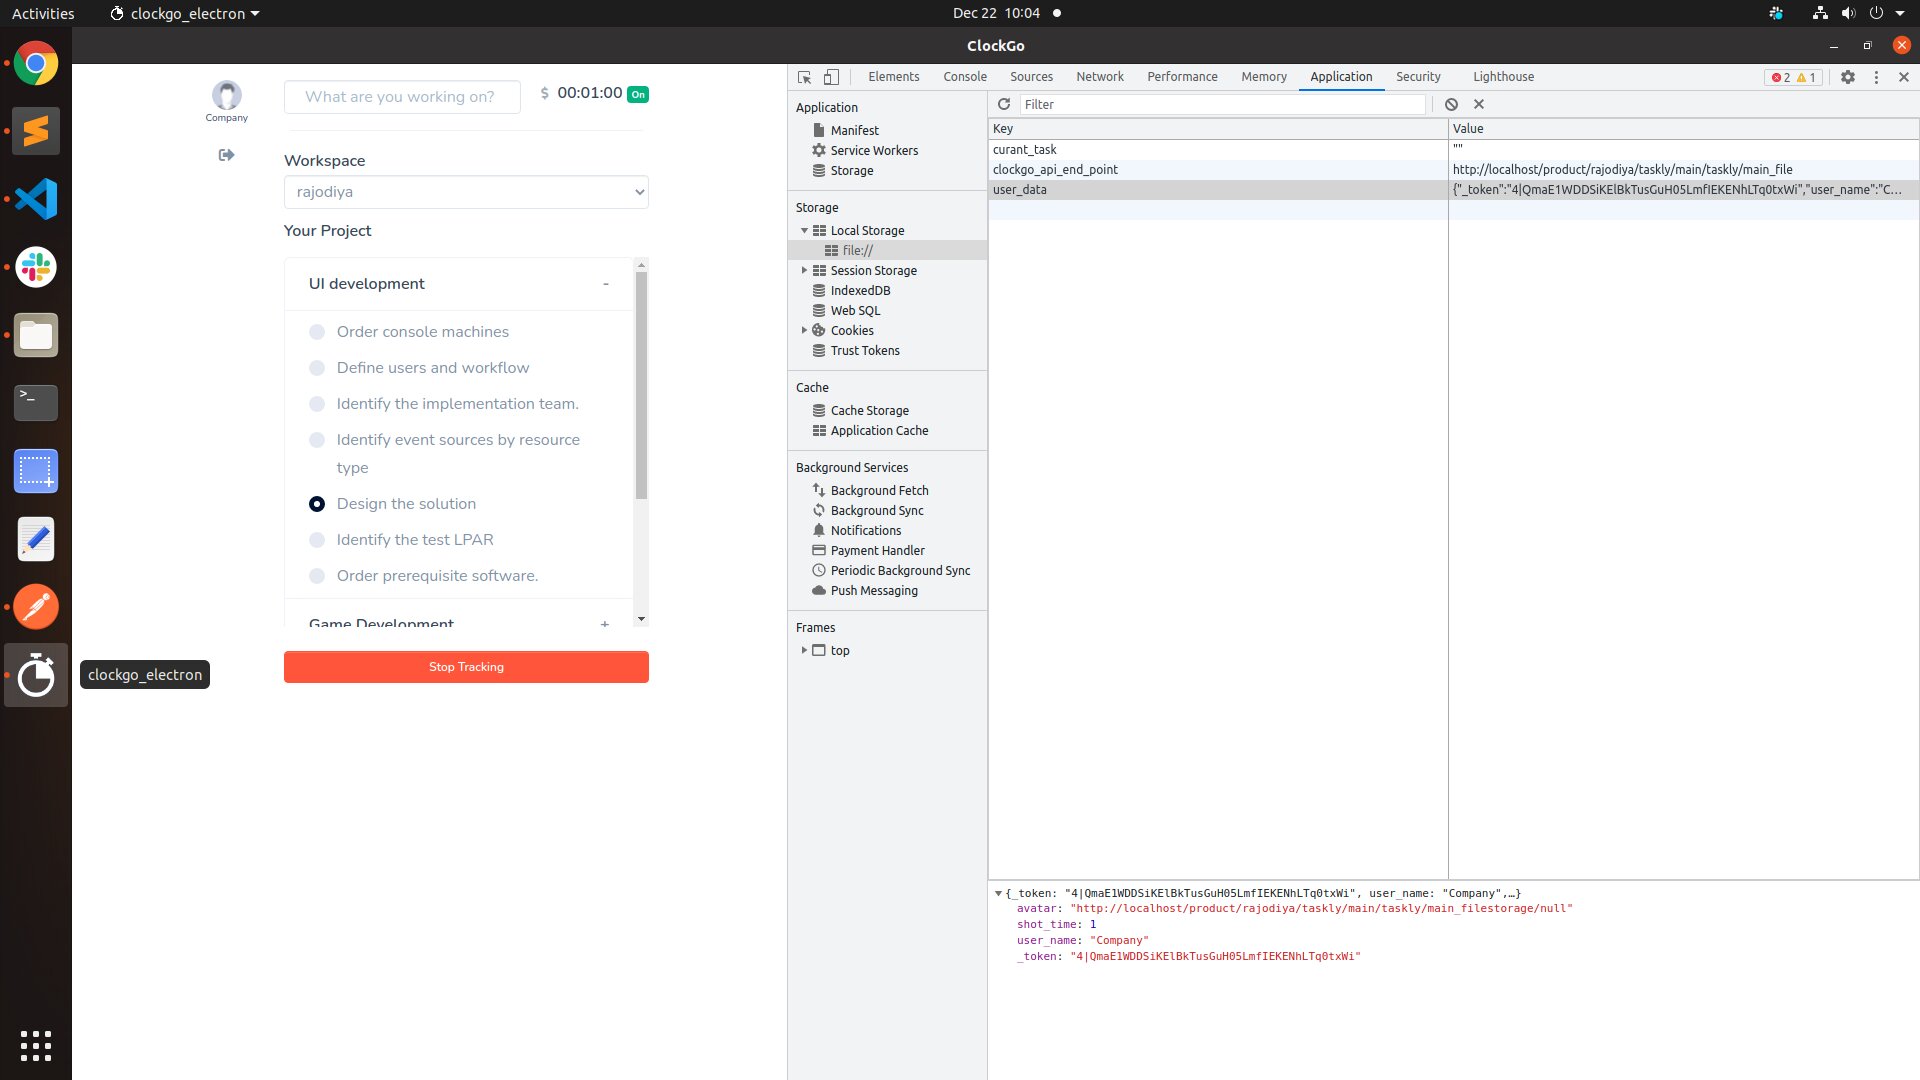 Activities
clockgo_electron
Dec 22 10:04
ClockGo
Company
What are you working on?
$ 00:01:00 On
Workspace
rajodiya
Your Project
UI development -
Order console machines
Define users and workflow
Identify the implementation team.
Identify event sources by resource
type
Design the solution
Identify the test LPAR
Order prerequisite software.
Game Development +
Stop Tracking
clockgo_electron
Elements Console Sources Network Performance Memory Application Security Lighthouse
2 1
Application
Manifest
Service Workers
Storage
Storage
Local Storage
file://
Session Storage
IndexedDB
Web SQL
Cookies
Trust Tokens
Cache
Cache Storage
Application Cache
Background Services
Background Fetch
Background Sync
Notifications
Payment Handler
Periodic Background Sync
Push Messaging
Frames
top
Filter
Key Value
curant_task ""
clockgo_api_end_point http://localhost/product/rajodiya/taskly/main/taskly/main_file
user_data {"_token":"4|QmaE1WDDSiKElBkTusGuH05LmfIEKENhLTq0txWi","user_name":"C...
{_token: "4|QmaE1WDDSiKElBkTusGuH05LmfIEKENhLTq0txWi", user_name: "Company",…}
avatar: "http://localhost/product/rajodiya/taskly/main/taskly/main_filestorage/null"
shot_time: 1
user_name: "Company"
_token: "4|QmaE1WDDSiKElBkTusGuH05LmfIEKENhLTq0txWi"